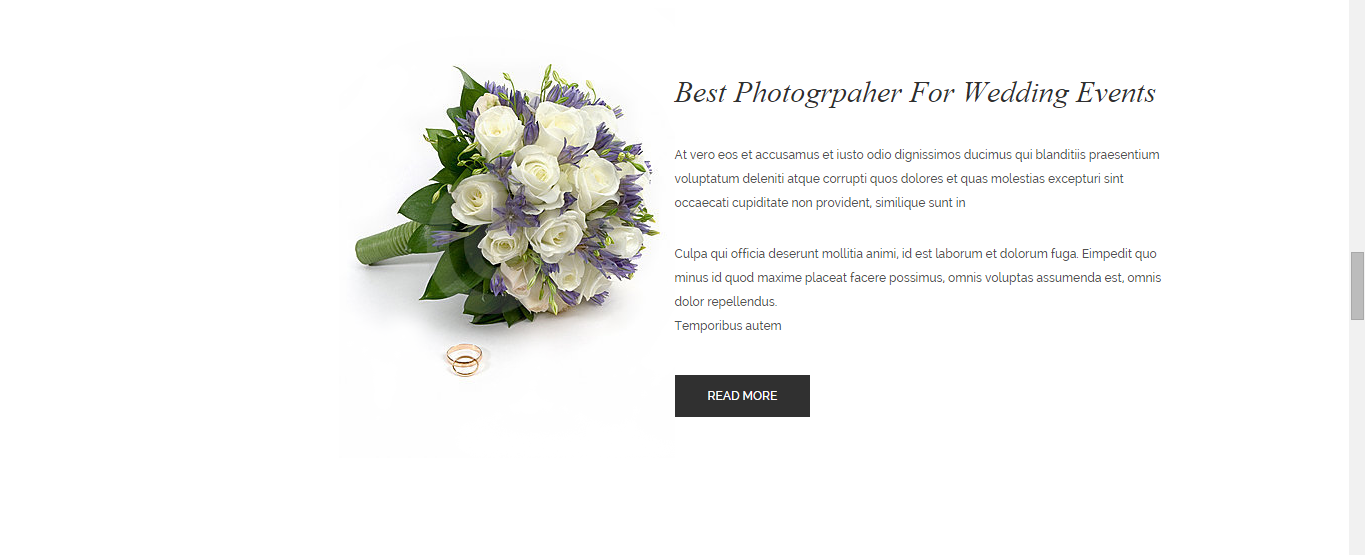 Best Photogrpaher For Wedding Events
At vero eos et accusamus et iusto odio dignissimos ducimus qui blanditiis praesentium
voluptatum deleniti atque corrupti quos dolores et quas molestias excepturi sint
occaecati cupiditate non provident, similique sunt in
Culpa qui officia deserunt mollitia animi, id est laborum et dolorum fuga. Eimpedit quo
minus id quod maxime placeat facere possimus, omnis voluptas assumenda est, omnis
dolor repellendus.
Temporibus autem
READ MORE